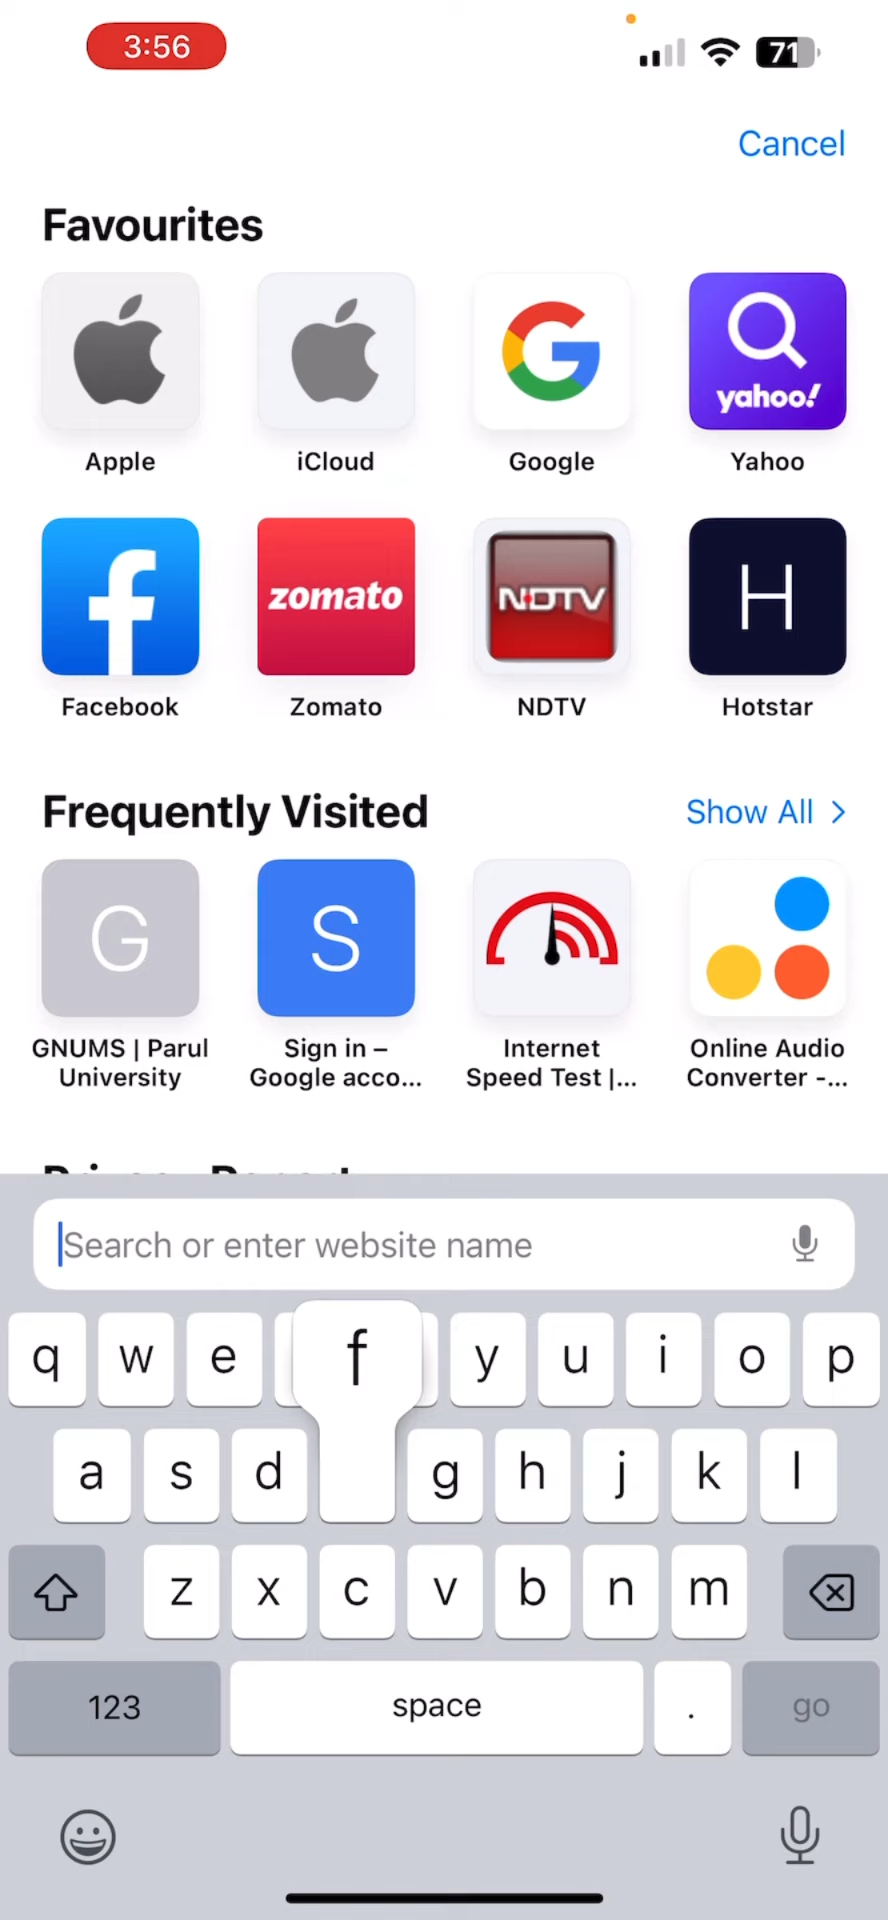 3:56
71
Cancel
Favourites
yahoo!
Apple
iCloud
Google
Yahoo
f
zomato
NDTV
H
Facebook
Zomato
NDTV
Hotstar
Frequently Visited
Show All
G
S
GNUMS | Parul
University
Sign in –
Google acco...
Internet
Speed Test |...
Online Audio
Converter -...
Search or enter website name
q w e f y u i o p
a s d g h j k l
z x c v b n m
123 space . go